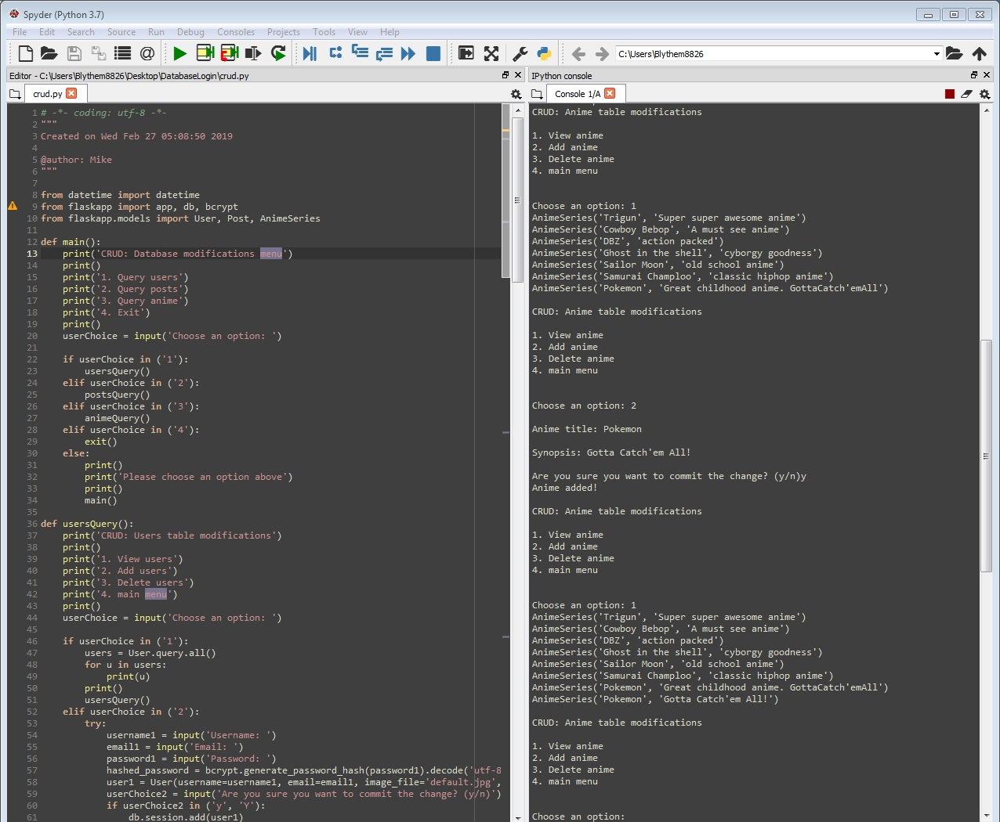 Spyder (Python 3.7)
File Edit Search Source Run Debug Consoles Projects Tools View Help
C:\Users\Blythem8826
Editor - C:\Users\Blythem8826\Desktop\DatabaseLogin\crud.py
crud.py
1 # -*- coding: utf-8 -*-
2 """
3 Created on Wed Feb 27 05:08:50 2019
4
5 @author: Mike
6 """
7
8 from datetime import datetime
9 from flaskapp import app, db, bcrypt
10 from flaskapp.models import User, Post, AnimeSeries
11
12 def main():
13     print('CRUD: Database modifications menu')
14     print()
15     print('1. Query users')
16     print('2. Query posts')
17     print('3. Query anime')
18     print('4. Exit')
19     print()
20     userChoice = input('Choose an option: ')
21
22     if userChoice in ('1'):
23         usersQuery()
24     elif userChoice in ('2'):
25         postsQuery()
26     elif userChoice in ('3'):
27         animeQuery()
28     elif userChoice in ('4'):
29         exit()
30     else:
31         print()
32         print('Please choose an option above')
33         print()
34         main()
35
36 def usersQuery():
37     print('CRUD: Users table modifications')
38     print()
39     print('1. View users')
40     print('2. Add users')
41     print('3. Delete users')
42     print('4. main menu')
43     print()
44     userChoice = input('Choose an option: ')
45
46     if userChoice in ('1'):
47         users = User.query.all()
48         for u in users:
49             print(u)
50         print()
51         usersQuery()
52     elif userChoice in ('2'):
53         try:
54             username1 = input('Username: ')
55             email1 = input('Email: ')
56             password1 = input('Password: ')
57             hashed_password = bcrypt.generate_password_hash(password1).decode('utf-8
58             user1 = User(username=username1, email=email1, image_file='default.jpg',
59             userChoice2 = input('Are you sure you want to commit the change? (y/n)')
60             if userChoice2 in ('y', 'Y'):
61                 db.session.add(user1)
IPython console
Console 1/A
CRUD: Anime table modifications
1. View anime
2. Add anime
3. Delete anime
4. main menu
Choose an option: 1
AnimeSeries('Trigun', 'Super super awesome anime')
AnimeSeries('Cowboy Bebop', 'A must see anime')
AnimeSeries('DBZ', 'action packed')
AnimeSeries('Ghost in the shell', 'cyborgy goodness')
AnimeSeries('Sailor Moon', 'old school anime')
AnimeSeries('Samurai Champloo', 'classic hiphop anime')
AnimeSeries('Pokemon', 'Great childhood anime. GottaCatch'emAll')
CRUD: Anime table modifications
1. View anime
2. Add anime
3. Delete anime
4. main menu
Choose an option: 2
Anime title: Pokemon
Synopsis: Gotta Catch'em All!
Are you sure you want to commit the change? (y/n)y
Anime added!
CRUD: Anime table modifications
1. View anime
2. Add anime
3. Delete anime
4. main menu
Choose an option: 1
AnimeSeries('Trigun', 'Super super awesome anime')
AnimeSeries('Cowboy Bebop', 'A must see anime')
AnimeSeries('DBZ', 'action packed')
AnimeSeries('Ghost in the shell', 'cyborgy goodness')
AnimeSeries('Sailor Moon', 'old school anime')
AnimeSeries('Samurai Champloo', 'classic hiphop anime')
AnimeSeries('Pokemon', 'Great childhood anime. GottaCatch'emAll')
AnimeSeries('Pokemon', 'Gotta Catch'em All!')
CRUD: Anime table modifications
1. View anime
2. Add anime
3. Delete anime
4. main menu
Choose an option: